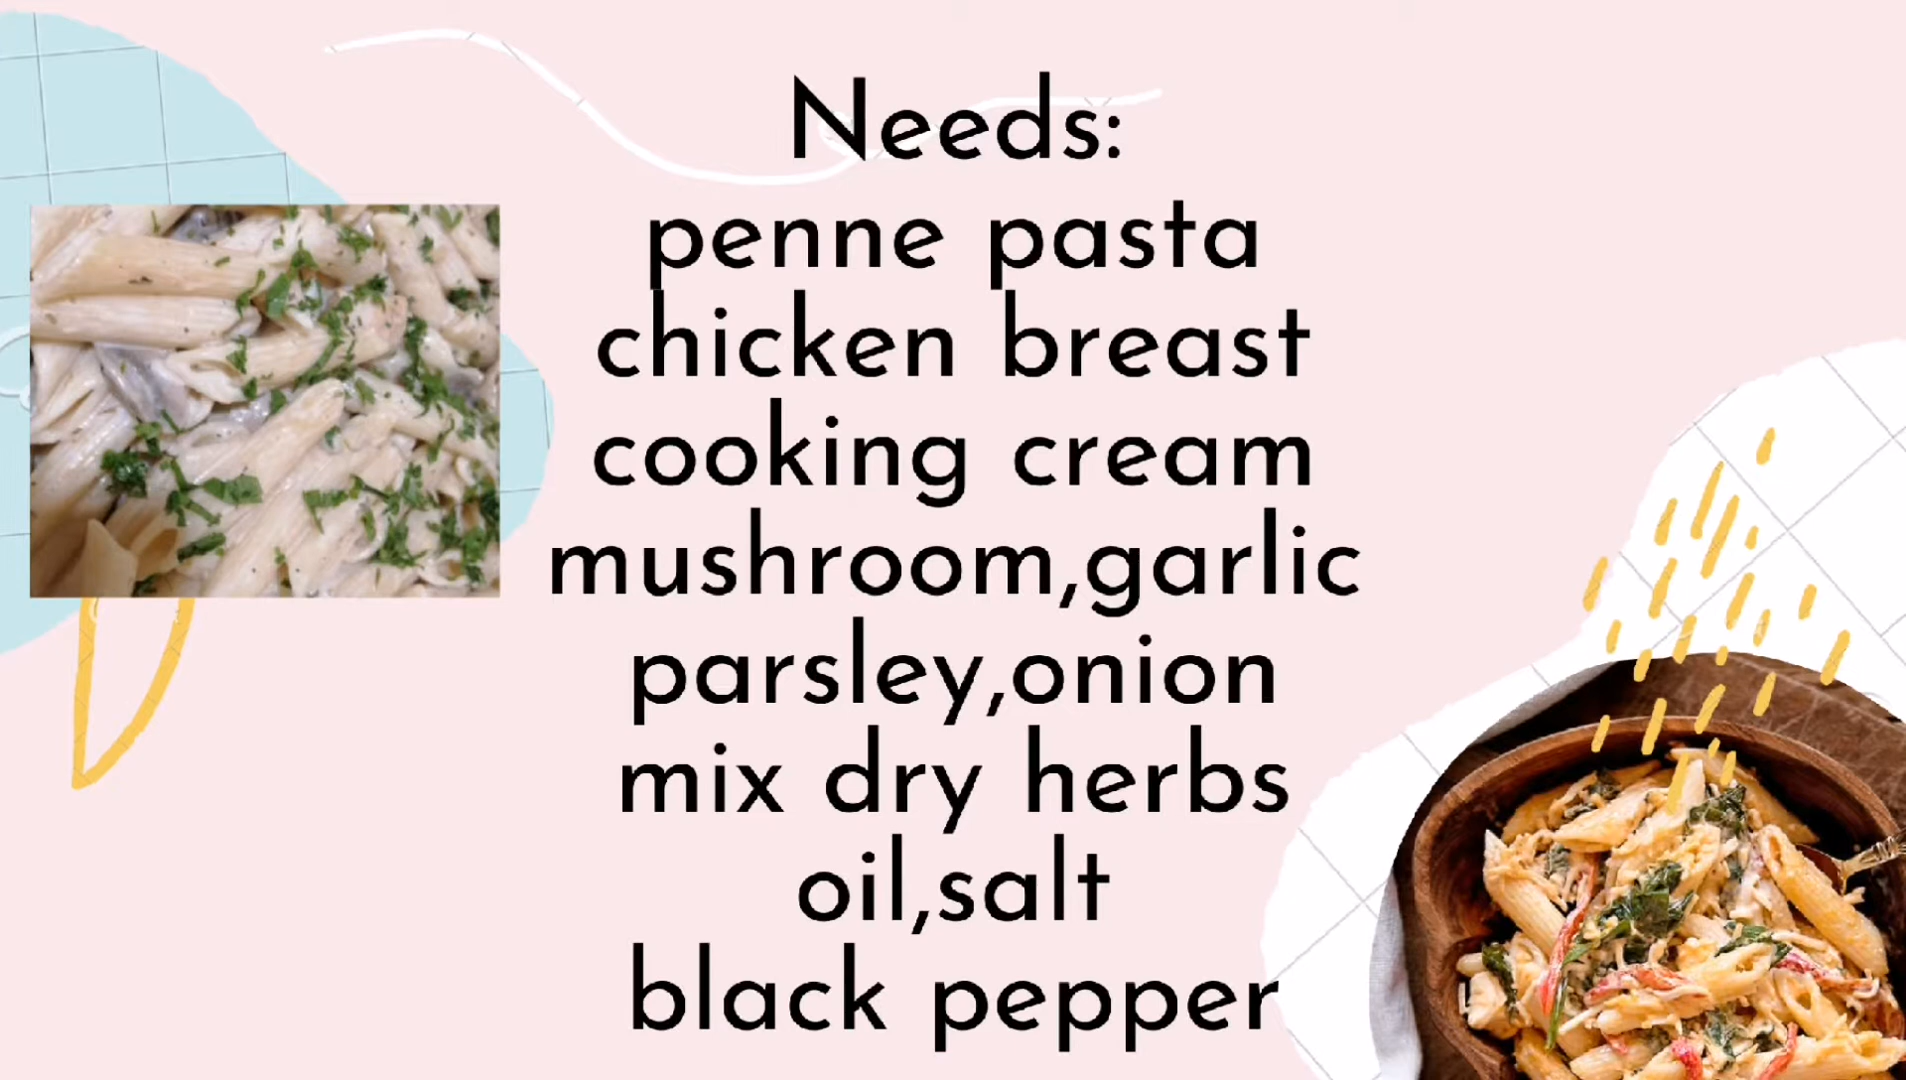 Needs:
penne pasta
chicken breast
cooking cream
mushroom,garlic
parsley,onion
mix dry herbs
oil,salt
black pepper